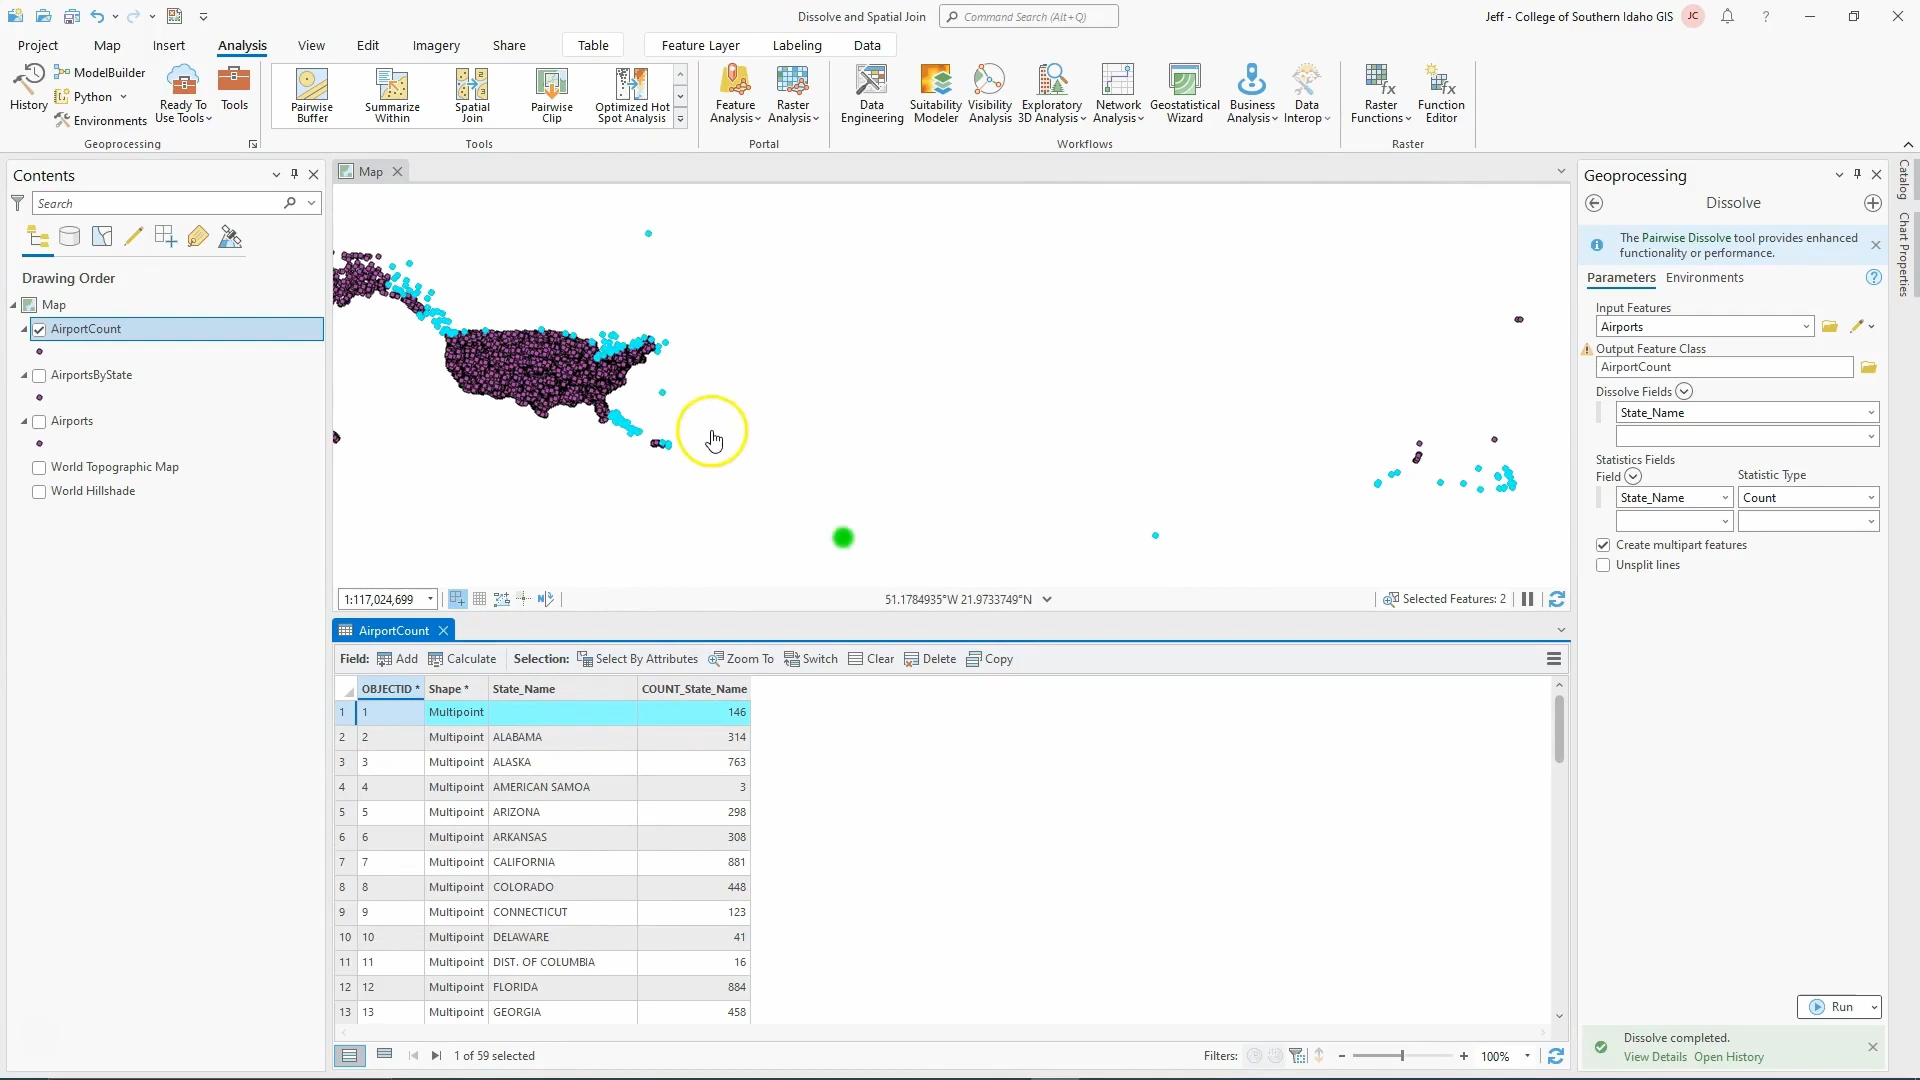 Dissolve and Spatial Join
Command Search (Alt+Q)
Jeff - College of Southern Idaho GIS
JC
?
Project
Map
Insert
Analysis
View
Edit
Imagery
Share
Table
Feature Layer
Labeling
Data
History
ModelBuilder
Python
Environments
Ready To
Use Tools
Tools
Geoprocessing
Pairwise
Buffer
Summarize
Within
Spatial
Join
Pairwise
Clip
Optimized Hot
Spot Analysis
Tools
Feature
Analysis
Raster
Analysis
Portal
Data
Engineering
Suitability
Modeler
Visibility
Analysis
Exploratory
3D Analysis
Network
Analysis
Geostatistical
Wizard
Business
Analysis
Data
Interop
Workflows
Raster
Functions
Function
Editor
Raster
Contents
Search
Drawing Order
Map
AirportCount
AirportsByState
Airports
World Topographic Map
World Hillshade
Map
1:117,024,699
51.1784935°W 21.9733749°N
Selected Features: 2
AirportCount
Field:
Add
Calculate
Selection:
Select By Attributes
Zoom To
Switch
Clear
Delete
Copy
OBJECTID * Shape * State_Name COUNT_State_Name
1 1 Multipoint 146
2 2 Multipoint ALABAMA 314
3 3 Multipoint ALASKA 763
4 4 Multipoint AMERICAN SAMOA 3
5 5 Multipoint ARIZONA 298
6 6 Multipoint ARKANSAS 308
7 7 Multipoint CALIFORNIA 881
8 8 Multipoint COLORADO 448
9 9 Multipoint CONNECTICUT 123
10 10 Multipoint DELAWARE 41
11 11 Multipoint DIST. OF COLUMBIA 16
12 12 Multipoint FLORIDA 884
13 13 Multipoint GEORGIA 458
1 of 59 selected
Filters:
100%
Geoprocessing
Dissolve
The Pairwise Dissolve tool provides enhanced
functionality or performance.
Parameters
Environments
?
Input Features
Airports
Output Feature Class
AirportCount
Dissolve Fields
State_Name
Statistics Fields
Field
Statistic Type
State_Name
Count
Create multipart features
Unsplit lines
Run
Dissolve completed.
View Details Open History
Catalog
Chart Properties